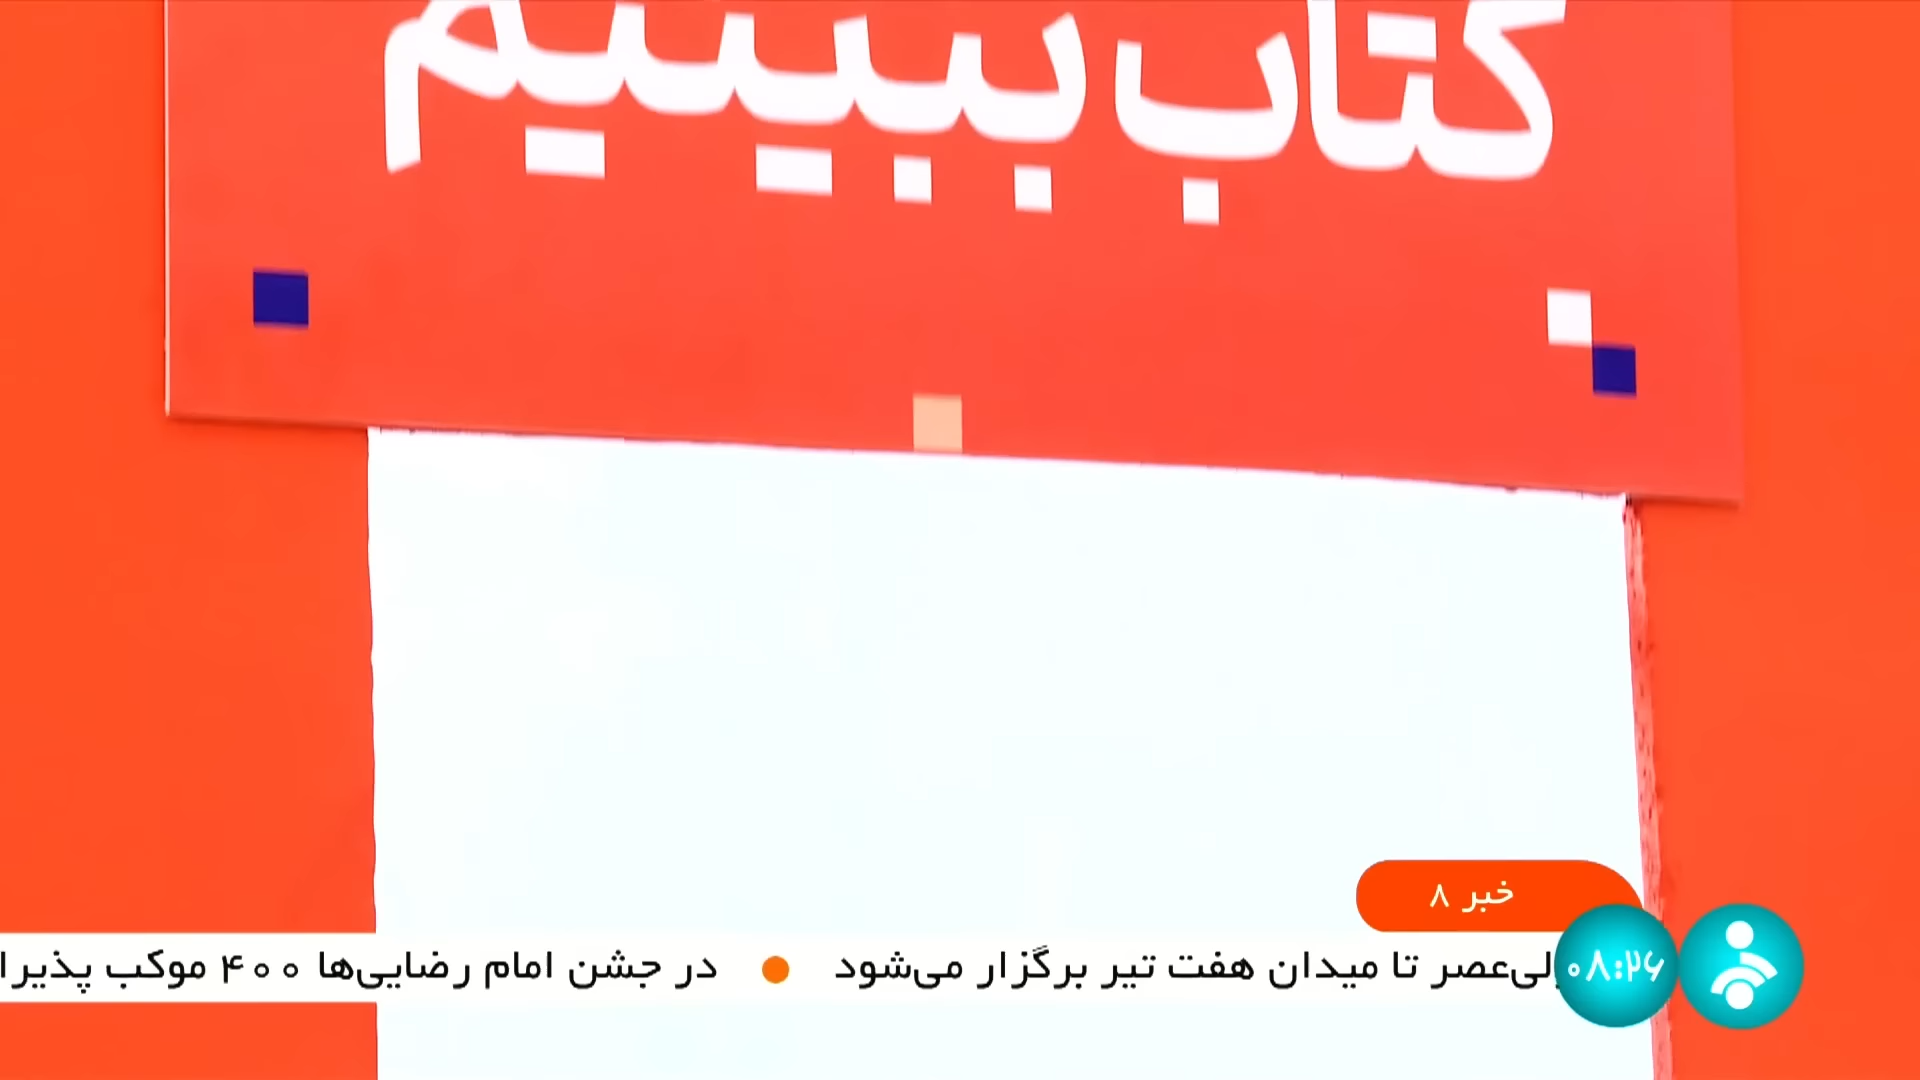 کتاب ببینیم
خبر ۸
لی‌عصر تا میدان هفت تیر برگزار می‌شود • در جشن امام رضایی‌ها ۴۰۰ موکب پذیرا
۰۸:۲۶